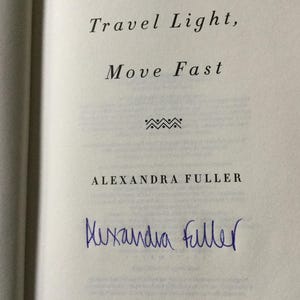 Travel Light,
Move Fast
ALEXANDRA FULLER
Alexandra Fuller